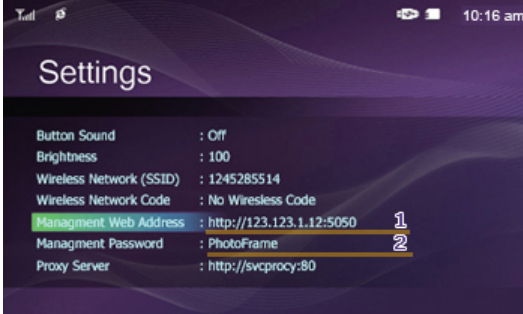 10:16 am
Settings
Button Sound : Off
Brightness : 100
Wireless Network (SSID) : 1245285514
Wireless Network Code : No Wiresless Code
Managment Web Address : http://123.123.1.12:5050 1
Managment Password : PhotoFrame 2
Proxy Server : http://svcprocy:80